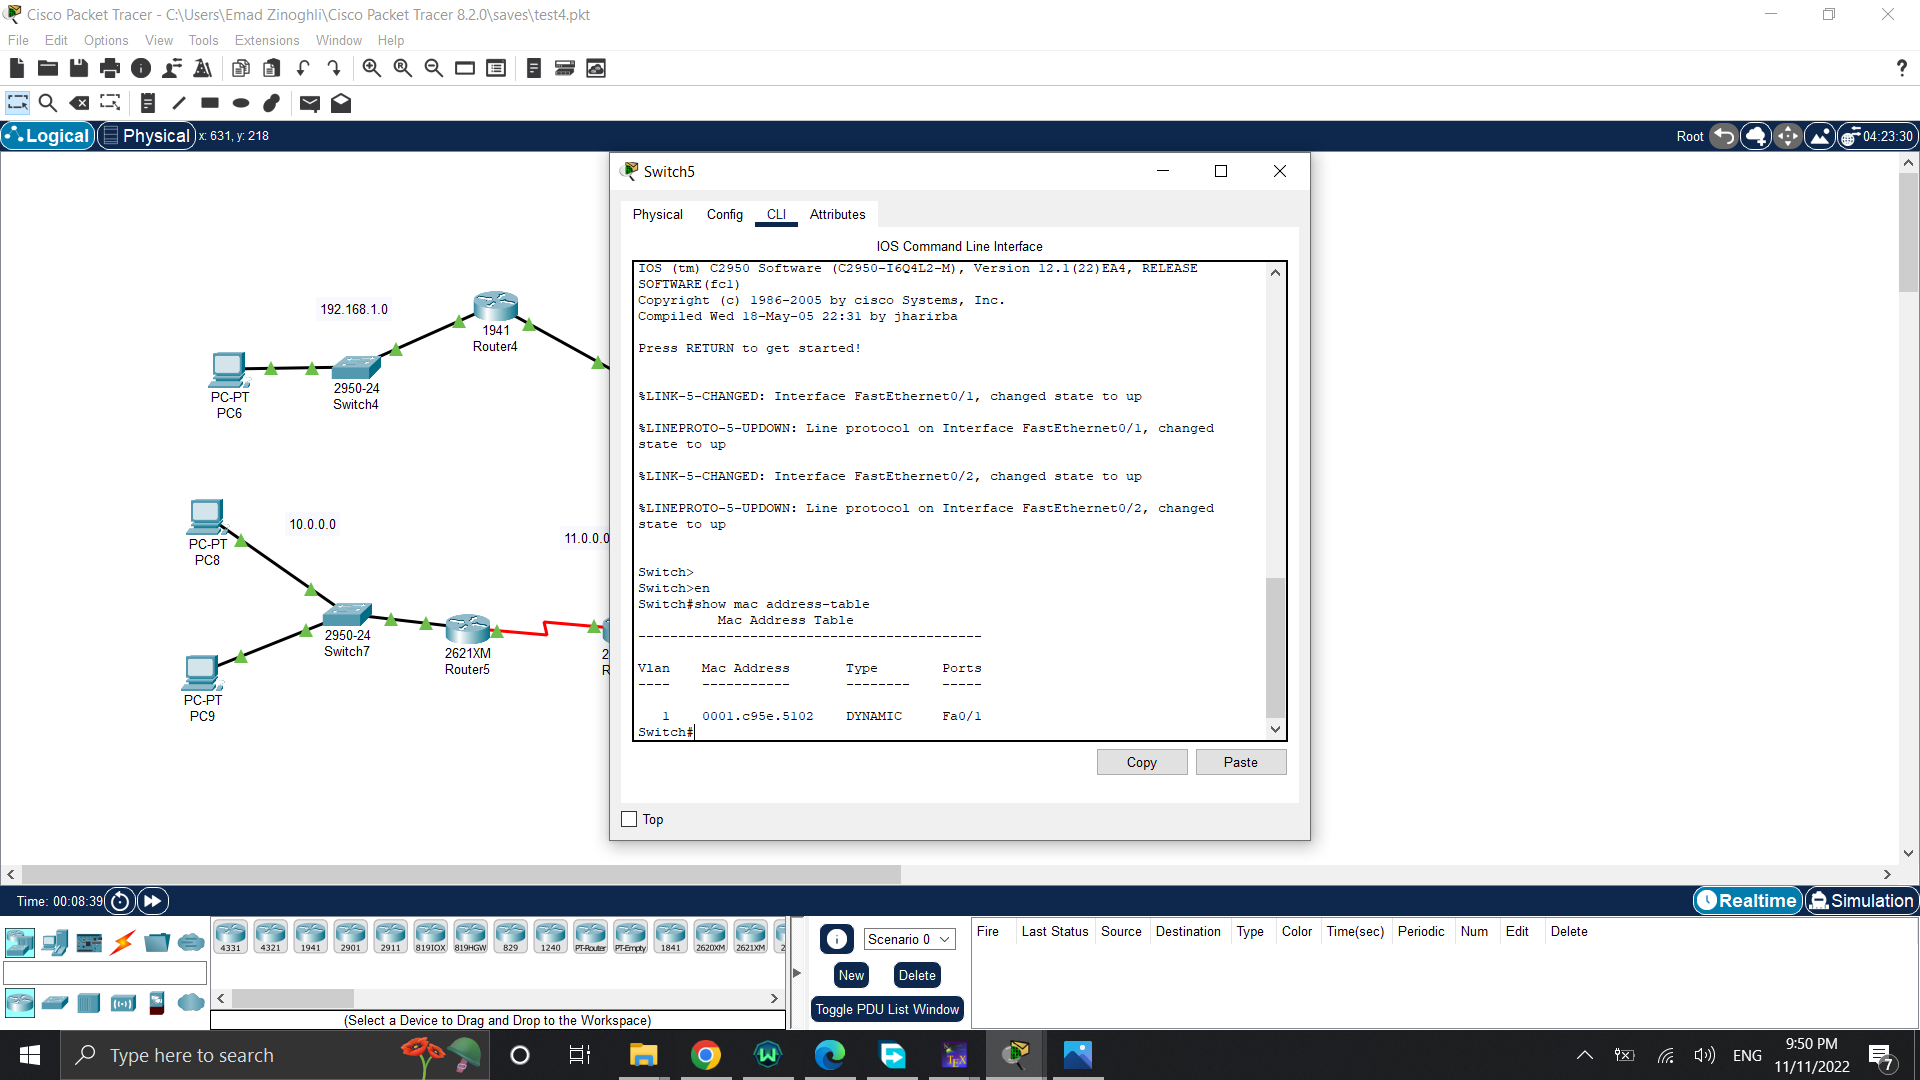 Cisco Packet Tracer - C:\Users\Emad Zinoghli\Cisco Packet Tracer 8.2.0\saves\test4.pkt
File Edit Options View Tools Extensions Window Help
?
Logical Physical x: 631, y: 218
Root 04:23:30
192.168.1.0
1941
Router4
PC-PT
PC6
2950-24
Switch4
PC-PT
PC8
10.0.0.0
11.0.0.0
2950-24
Switch7
2621XM
Router5
2
R
PC-PT
PC9
Switch5
Physical Config CLI Attributes
IOS Command Line Interface
IOS (tm) C2950 Software (C2950-I6Q4L2-M), Version 12.1(22)EA4, RELEASE
SOFTWARE(fc1)
Copyright (c) 1986-2005 by cisco Systems, Inc.
Compiled Wed 18-May-05 22:31 by jharirba
Press RETURN to get started!
%LINK-5-CHANGED: Interface FastEthernet0/1, changed state to up
%LINEPROTO-5-UPDOWN: Line protocol on Interface FastEthernet0/1, changed
state to up
%LINK-5-CHANGED: Interface FastEthernet0/2, changed state to up
%LINEPROTO-5-UPDOWN: Line protocol on Interface FastEthernet0/2, changed
state to up
Switch>
Switch>en
Switch#show mac address-table
Mac Address Table
-------------------------------------------
Vlan Mac Address Type Ports
---- ----------- -------- -----
1 0001.c95e.5102 DYNAMIC Fa0/1
Switch#
Copy Paste
Top
Time: 00:08:39
Realtime Simulation
4331 4321 1941 2901 2911 819IOX 819HGW 829 1240 PT-Router PT-Empty 1841 2620XM 2621XM 2
(Select a Device to Drag and Drop to the Workspace)
Scenario 0
New Delete
Toggle PDU List Window
Fire Last Status Source Destination Type Color Time(sec) Periodic Num Edit Delete
Type here to search
TEX
ENG
9:50 PM
11/11/2022
7